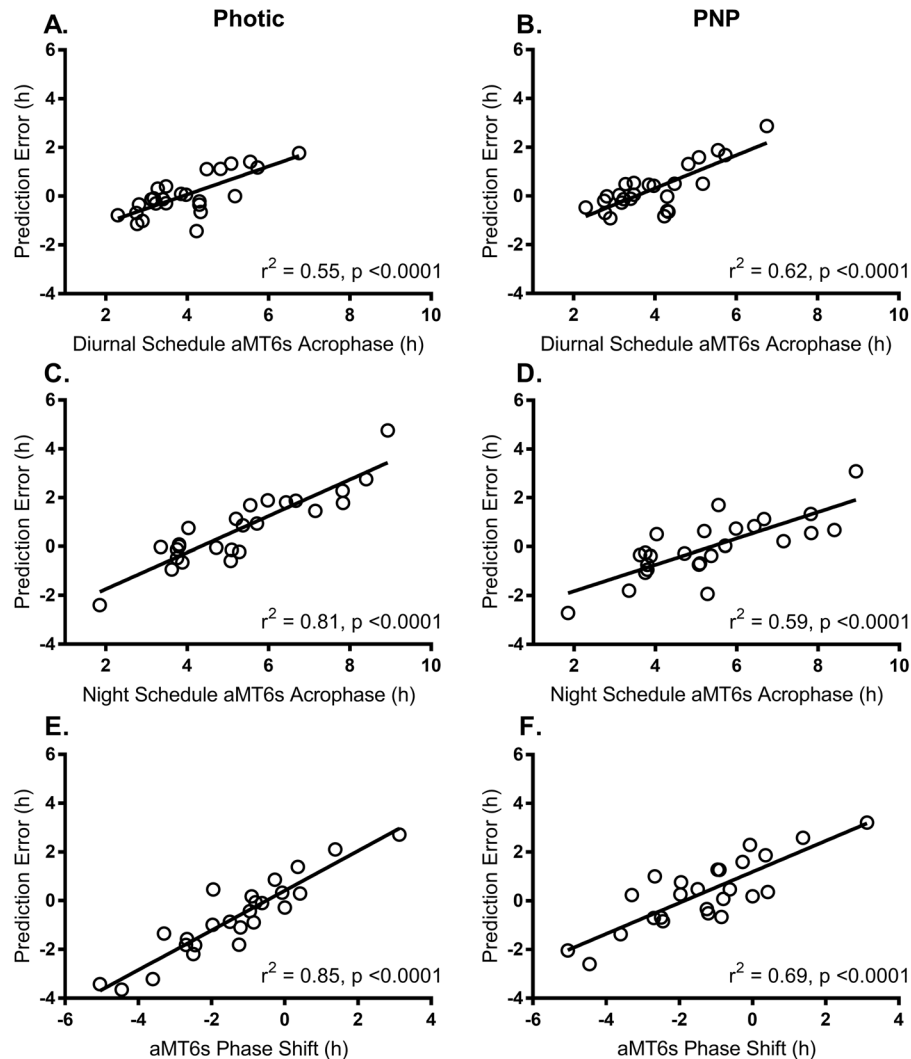 Photic
PNP
A.
6
4
2
0
-2
-4
Prediction Error (h)
r² = 0.55, p <0.0001
2 4 6 8 10
Diurnal Schedule aMT6s Acrophase (h)
B.
6
4
2
0
-2
-4
Prediction Error (h)
r² = 0.62, p <0.0001
2 4 6 8 10
Diurnal Schedule aMT6s Acrophase (h)
C.
6
4
2
0
-2
-4
Prediction Error (h)
r² = 0.81, p <0.0001
2 4 6 8 10
Night Schedule aMT6s Acrophase (h)
D.
6
4
2
0
-2
-4
Prediction Error (h)
r² = 0.59, p <0.0001
2 4 6 8 10
Night Schedule aMT6s Acrophase (h)
E.
6
4
2
0
-2
-4
Prediction Error (h)
r² = 0.85, p <0.0001
-6 -4 -2 0 2 4
aMT6s Phase Shift (h)
F.
6
4
2
0
-2
-4
Prediction Error (h)
r² = 0.69, p <0.0001
-6 -4 -2 0 2 4
aMT6s Phase Shift (h)